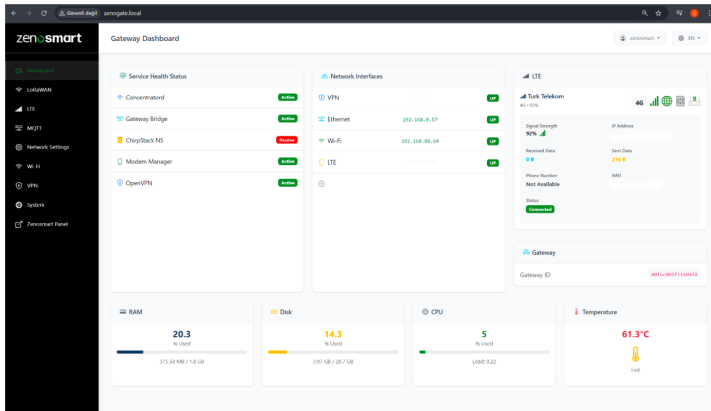 Güvenli değil zenogate.local
zenosmart
Gateway Dashboard
zenosmart
EN
Dashboard
LoRaWAN
LTE
MQTT
Network Settings
Wi-Fi
VPN
System
Zenosmart Panel
Service Health Status
Concentratord Active
Gateway Bridge Active
ChirpStack NS Passive
Modem Manager Active
OpenVPN Active
Network Interfaces
VPN UP
Ethernet 192.168.0.57 UP
Wi-Fi 192.168.88.64 UP
LTE UP
LTE
Turk Telekom
4G
Signal Strength IP Address
92%
Received Data Sent Data
0 B 216 B
Phone Number IMEI
Not Available
Status
Connected
Gateway
Gateway ID
RAM
20.3
% Used
375.58 MB / 1.8 GB
Disk
14.3
% Used
3.97 GB / 28.7 GB
CPU
5
% Used
Load: 0.22
Temperature
61.3°C
Hot